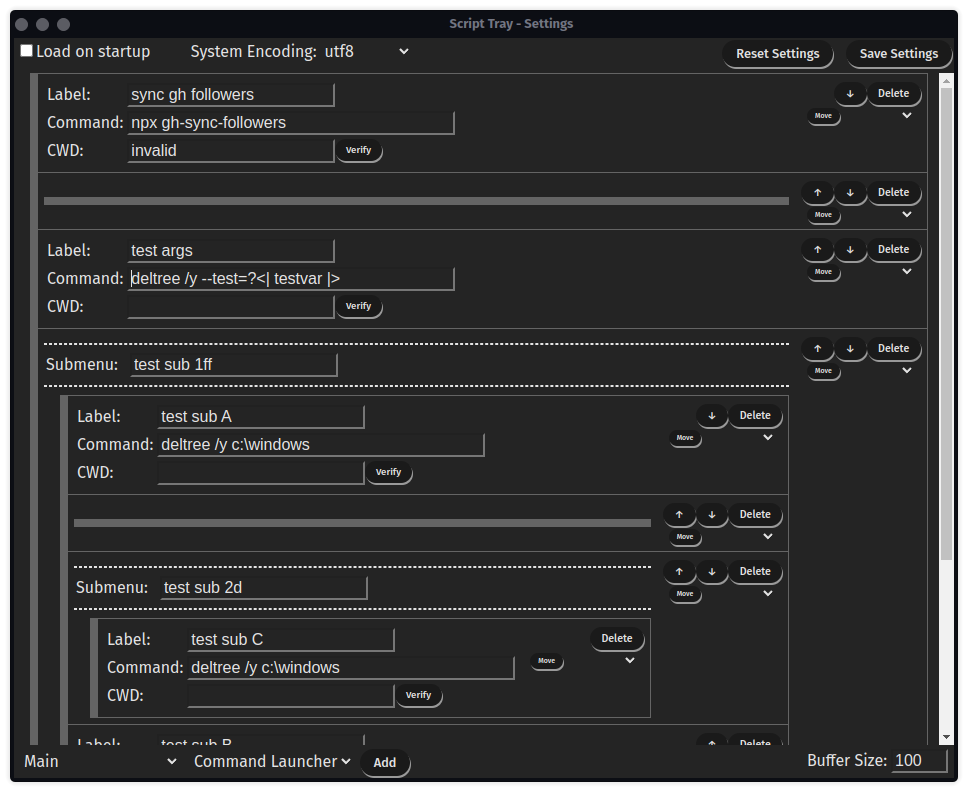 Script Tray - Settings
Load on startup System Encoding: utf8 Reset Settings Save Settings
Label: sync gh followers ↓ Delete
Command: npx gh-sync-followers Move
CWD: invalid Verify
↑ ↓ Delete
Move
Label: test args ↑ ↓ Delete
Command: deltree /y --test=?<| testvar |> Move
CWD: Verify
↑ ↓ Delete
Submenu: test sub 1ff Move
Label: test sub A ↓ Delete
Command: deltree /y c:\windows Move
CWD: Verify
↑ ↓ Delete
Move
↑ ↓ Delete
Submenu: test sub 2d Move
Label: test sub C Delete
Command: deltree /y c:\windows Move
CWD: Verify
Label: test sub B ↑ ↓ Delete
Main Command Launcher Add Buffer Size: 100